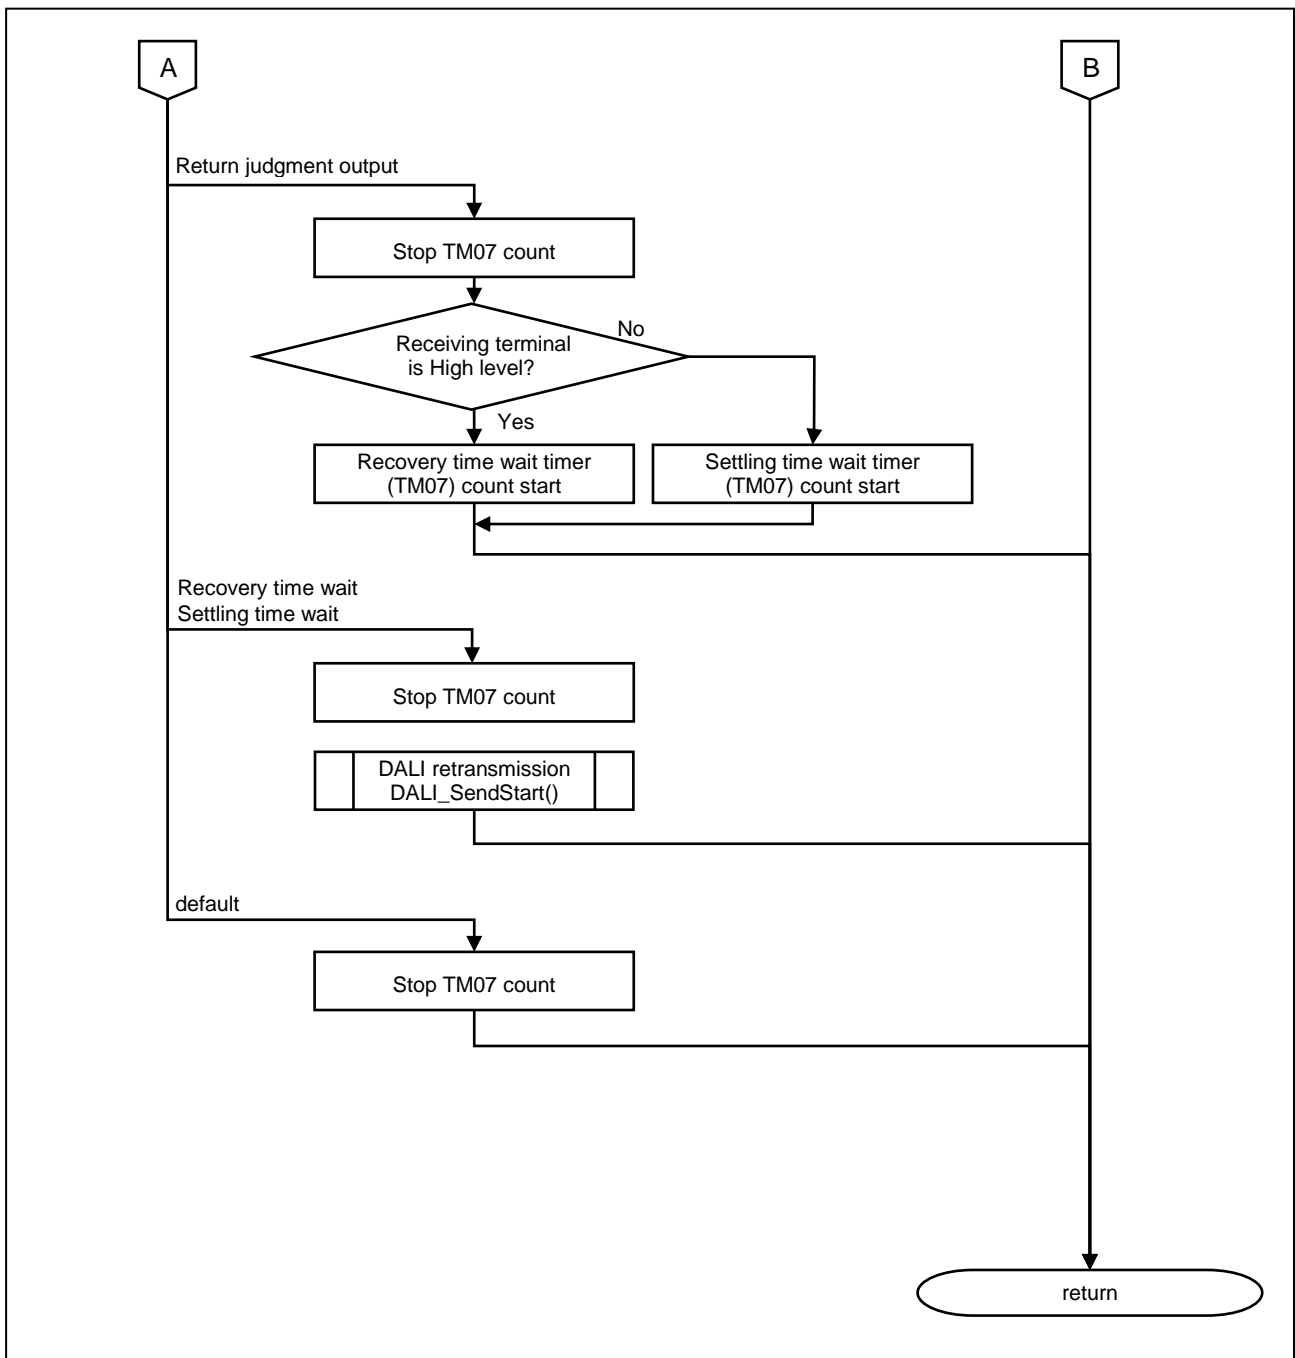 A
B
Return judgment output
Stop TM07 count
Receiving terminal
is High level?
No
Yes
Recovery time wait timer
(TM07) count start
Settling time wait timer
(TM07) count start
Recovery time wait
Settling time wait
Stop TM07 count
DALI retransmission
DALI_SendStart()
default
Stop TM07 count
return